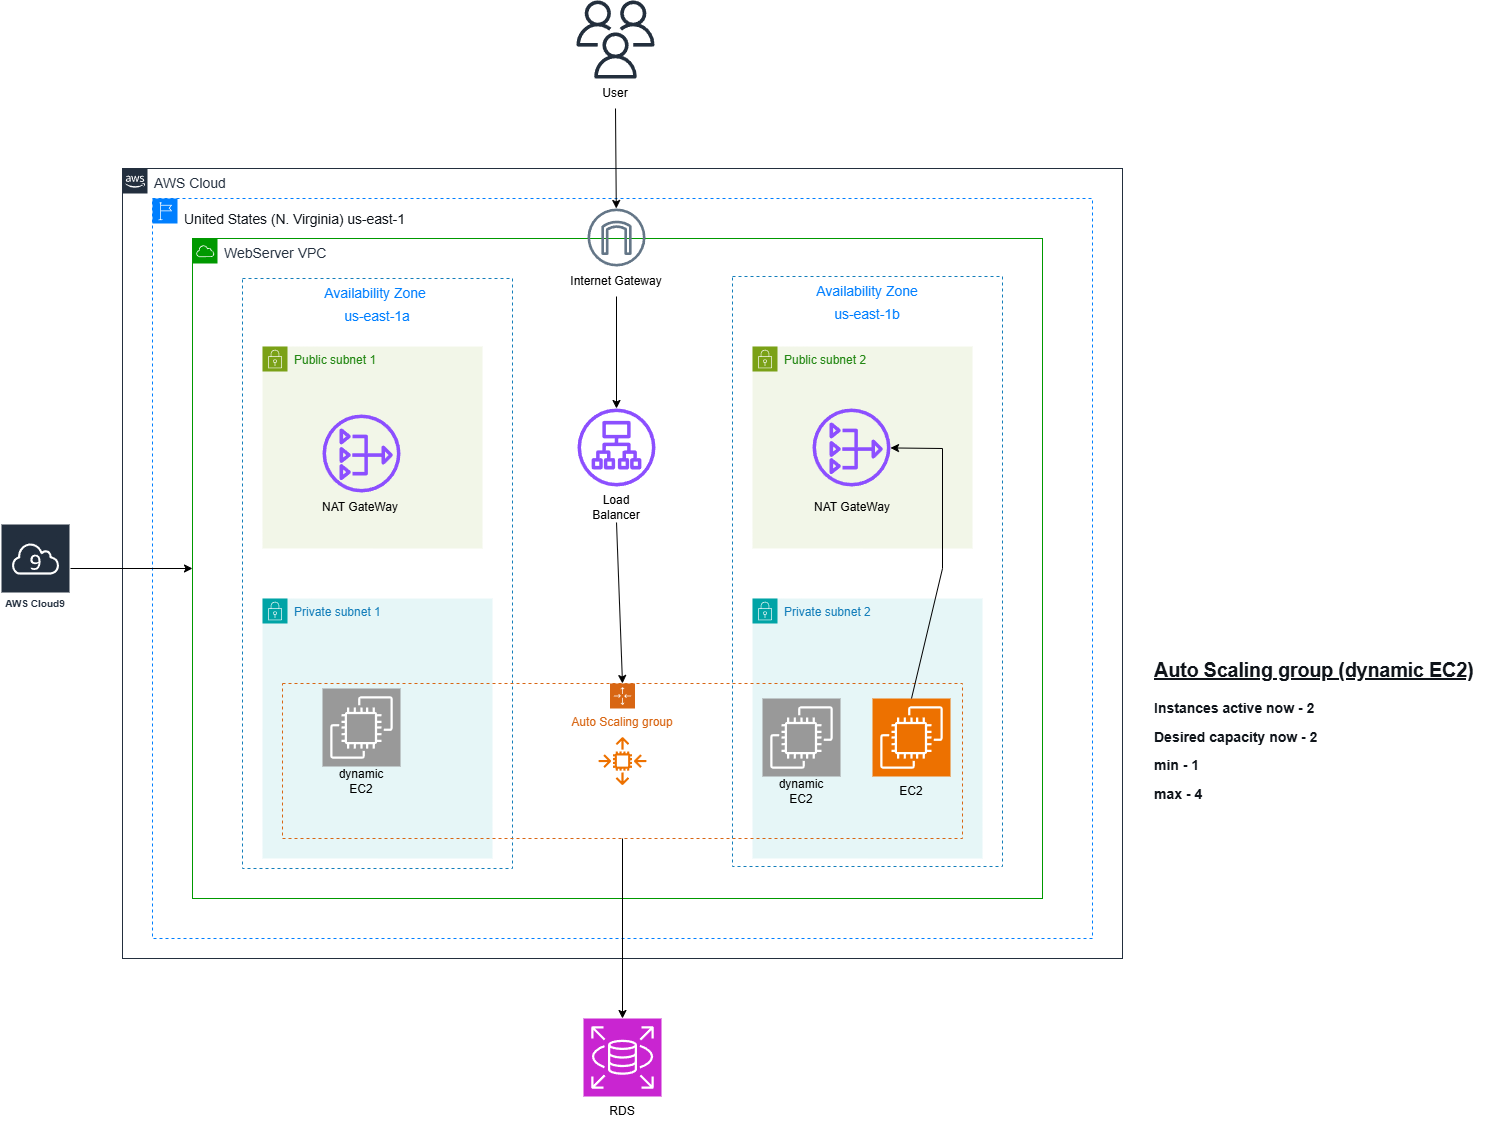 User
aws
AWS Cloud
United States (N. Virginia) us-east-1
WebServer VPC
Internet Gateway
Availability Zone
us-east-1a
Availability Zone
us-east-1b
Public subnet 1
Public subnet 2
NAT GateWay
Load
Balancer
NAT GateWay
9
AWS Cloud9
Private subnet 1
Private subnet 2
Auto Scaling group
dynamic
EC2
dynamic
EC2
EC2
Auto Scaling group (dynamic EC2)
Instances active now - 2
Desired capacity now - 2
min - 1
max - 4
RDS